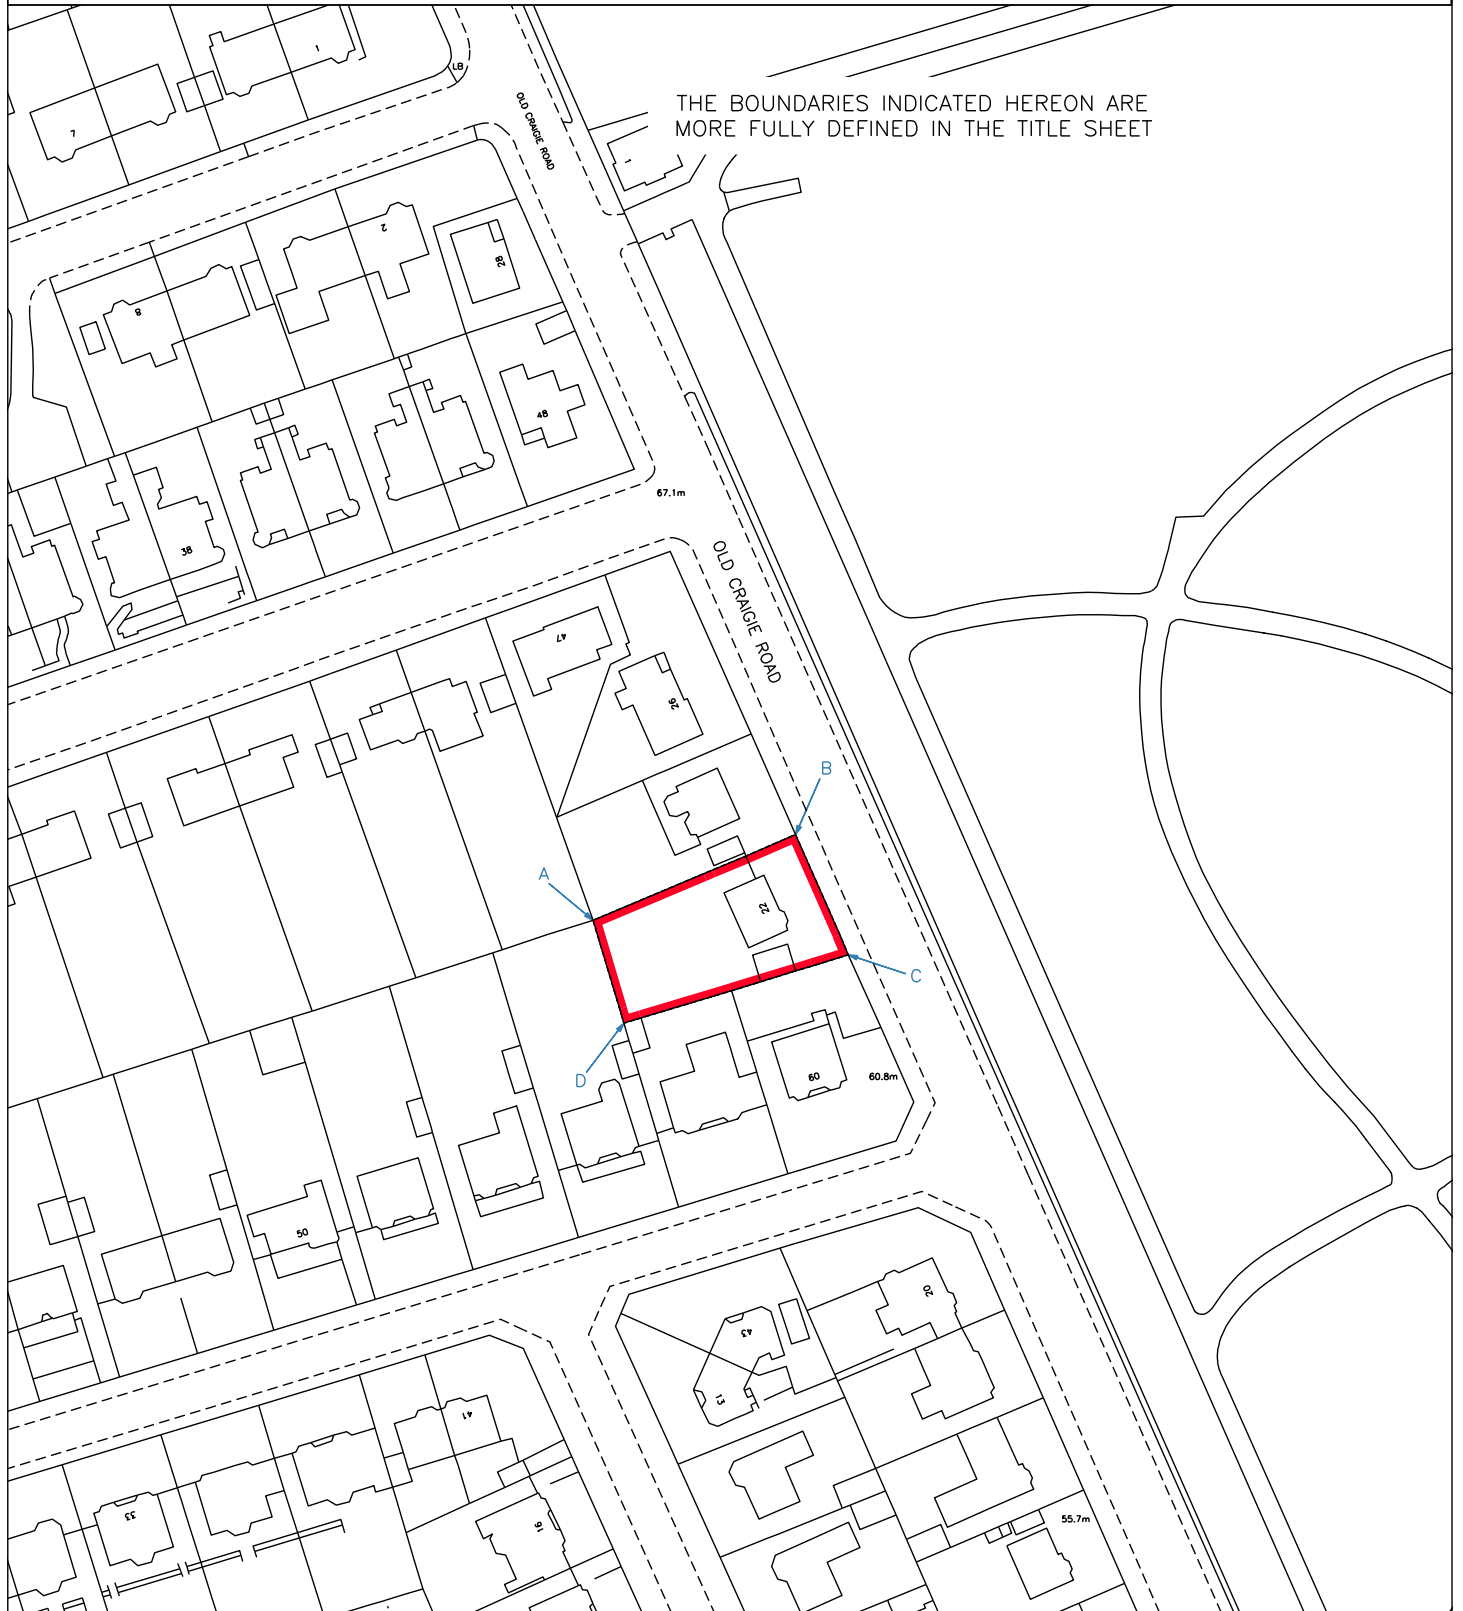 1
LB
7
OLD CRAIGIE ROAD
THE BOUNDARIES INDICATED HEREON ARE
MORE FULLY DEFINED IN THE TITLE SHEET
2
28
8
48
67.1m
38
OLD CRAIGIE ROAD
47
26
B
A
22
C
D
60
60.8m
50
20
43
13
41
33
16
55.7m